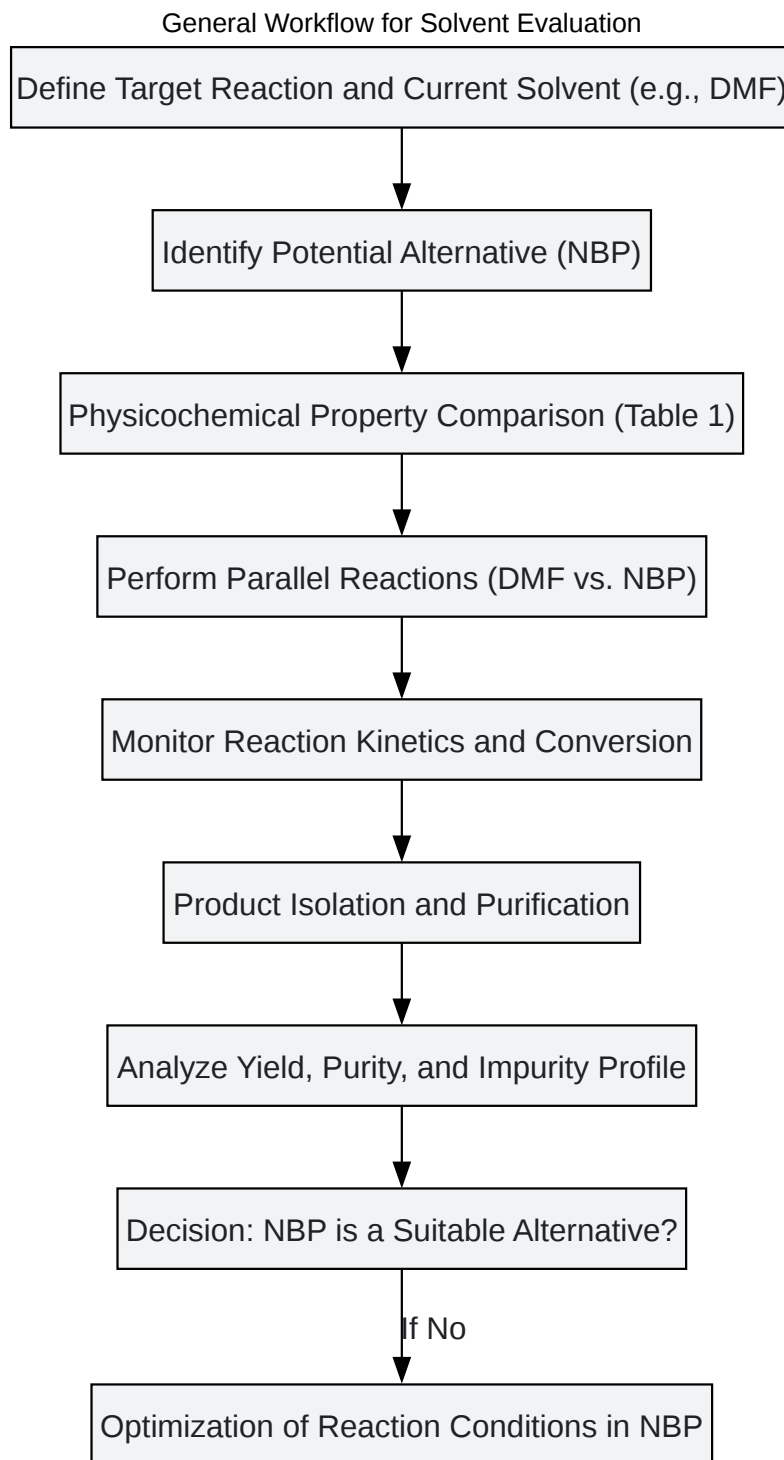 General Workflow for Solvent Evaluation
Define Target Reaction and Current Solvent (e.g., DMF)
Identify Potential Alternative (NBP)
Physicochemical Property Comparison (Table 1)
Perform Parallel Reactions (DMF vs. NBP)
Monitor Reaction Kinetics and Conversion
Product Isolation and Purification
Analyze Yield, Purity, and Impurity Profile
Decision: NBP is a Suitable Alternative?
If No
Optimization of Reaction Conditions in NBP